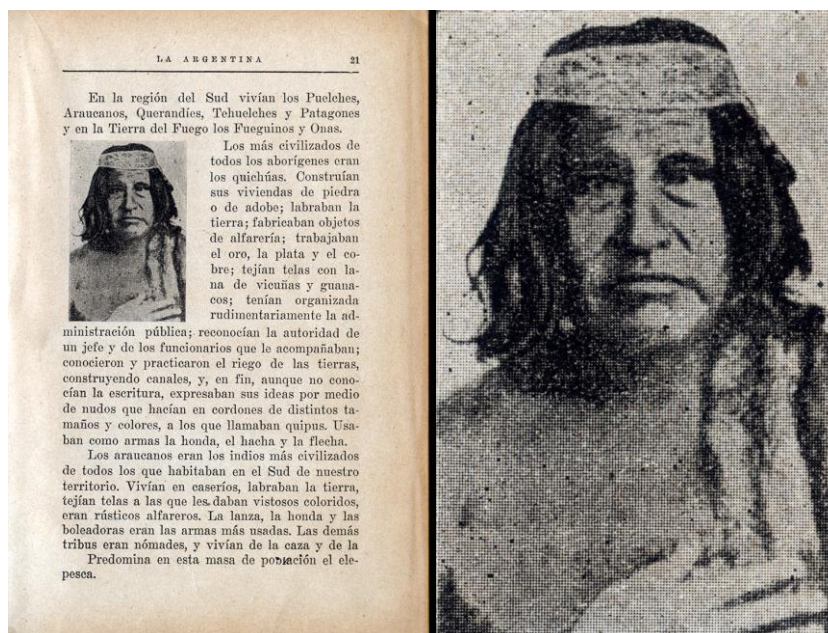 LA ARGENTINA 21
En la región del Sud vivían los Puelches,
Araucanos, Querandíes, Tehuelches y Patagones
y en la Tierra del Fuego los Fueguinos y Onas.
Los más civilizados de
todos los aborígenes eran
los quichúas. Construían
sus viviendas de piedra
o de adobe; labraban la
tierra; fabricaban objetos
de alfarería; trabajaban
el oro, la plata y el co-
bre; tejían telas con la-
na de vicuñas y guana-
cos; tenían organizada
rudimentariamente la ad-
ministración pública; reconocían la autoridad de
un jefe y de los funcionarios que le acompañaban;
conocieron y practicaron el riego de las tierras,
construyendo canales, y, en fin, aunque no cono-
cían la escritura, expresaban sus ideas por medio
de nudos que hacían en cordones de distintos ta-
maños y colores, a los que llamaban quipus. Usa-
ban como armas la honda, el hacha y la flecha.
Los araucanos eran los indios más civilizados
de todos los que habitaban en el Sud de nuestro
territorio. Vivían en caseríos, labraban la tierra,
tejían telas a las que les daban vistosos coloridos,
eran rústicos alfareros. La lanza, la honda y las
boleadoras eran las armas más usadas. Las demás
tribus eran nómades, y vivían de la caza y de la
Predomina en esta masa de población el ele-
pesca.